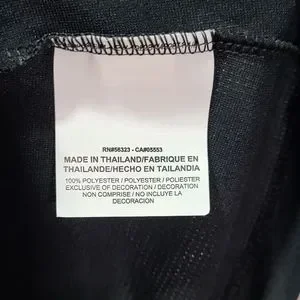 RN#56323 - CA#05553
MADE IN THAILAND/FABRIQUE EN
THAILANDE/HECHO EN TAILANDIA
100% POLYESTER / POLYESTER / POLIESTER
EXCLUSIVE OF DECORATION / DECORATION
NON COMPRISE / NO INCLUYE LA
DECORACIÓN